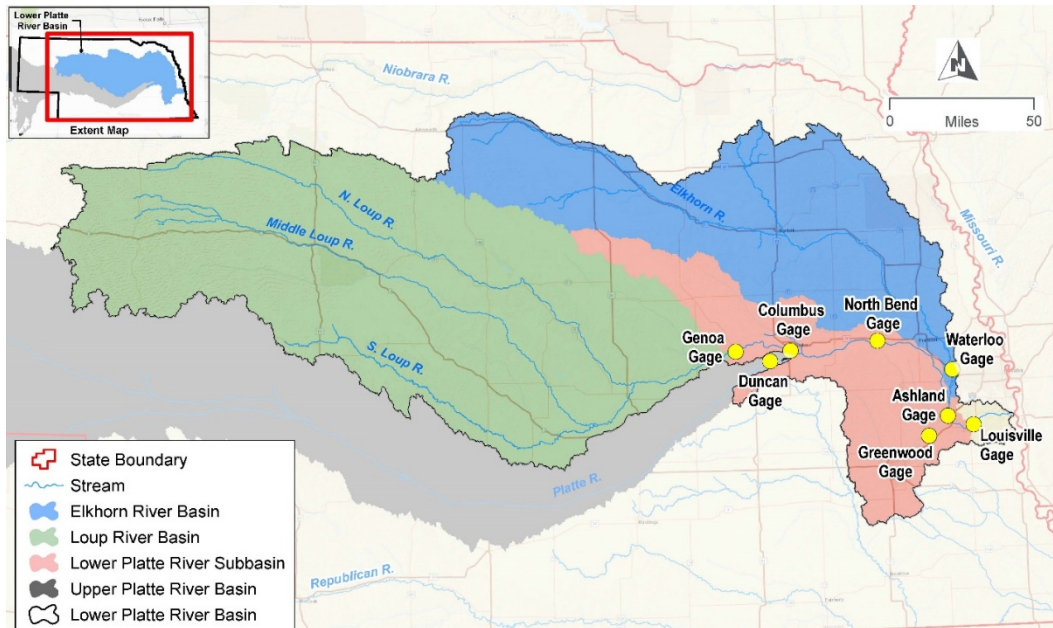 Lower Platte
River Basin
Extent Map
Niobrara R.
N
0
50
Miles
N. Loup R.
Middle Loup R.
S. Loup R.
Elkhorn R.
Missouri R.
Columbus
Gage
North Bend
Gage
Genoa
Gage
Waterloo
Gage
Duncan
Gage
Ashland
Gage
Louisville
Gage
Greenwood
Gage
Platte R.
Republican R.
State Boundary
Stream
Elkhorn River Basin
Loup River Basin
Lower Platte River Subbasin
Upper Platte River Basin
Lower Platte River Basin